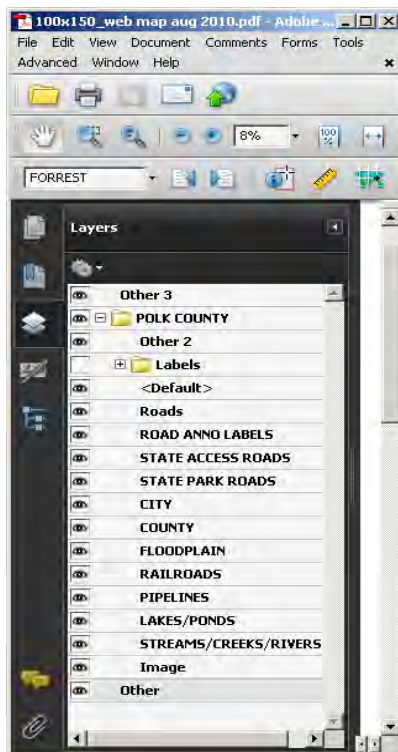 100x150_web map aug 2010.pdf - Adobe ...
File Edit View Document Comments Forms Tools
Advanced Window Help
8%
100
%
FORREST
Layers
Other 3
POLK COUNTY
Other 2
Labels
<Default>
Roads
ROAD ANNO LABELS
STATE ACCESS ROADS
STATE PARK ROADS
CITY
COUNTY
FLOODPLAIN
RAILROADS
PIPELINES
LAKES/PONDS
STREAMS/CREEKS/RIVERS
Image
Other